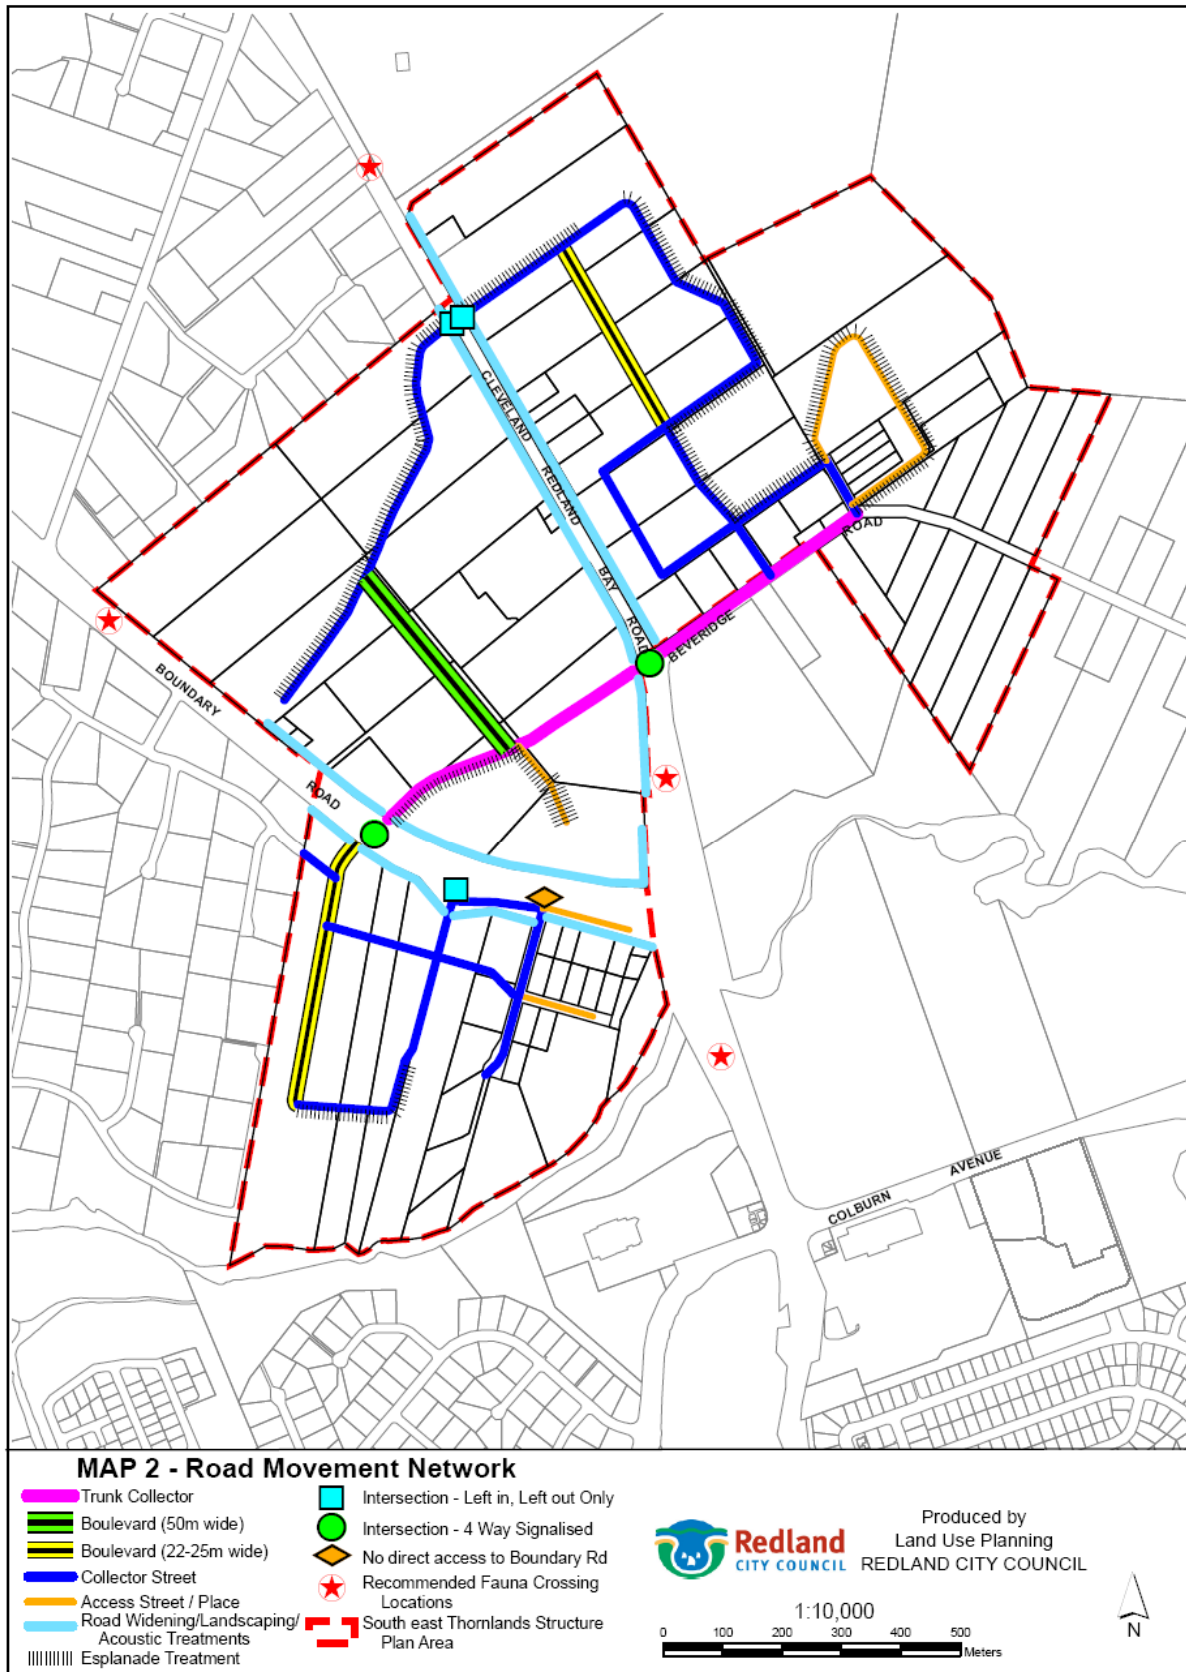 CLEVELAND
REDLAND
BAY
ROAD
BEVERIDGE
ROAD
BOUNDARY
ROAD
COLBURN
AVENUE
MAP 2 - Road Movement Network
Trunk Collector
Boulevard (50m wide)
Boulevard (22-25m wide)
Collector Street
Access Street / Place
Road Widening/Landscaping/
Acoustic Treatments
Esplanade Treatment
Intersection - Left in, Left out Only
Intersection - 4 Way Signalised
No direct access to Boundary Rd
Recommended Fauna Crossing
Locations
South east Thornlands Structure
Plan Area
Redland
CITY COUNCIL
Produced by
Land Use Planning
REDLAND CITY COUNCIL
1:10,000
0 100 200 300 400 500
Meters
N